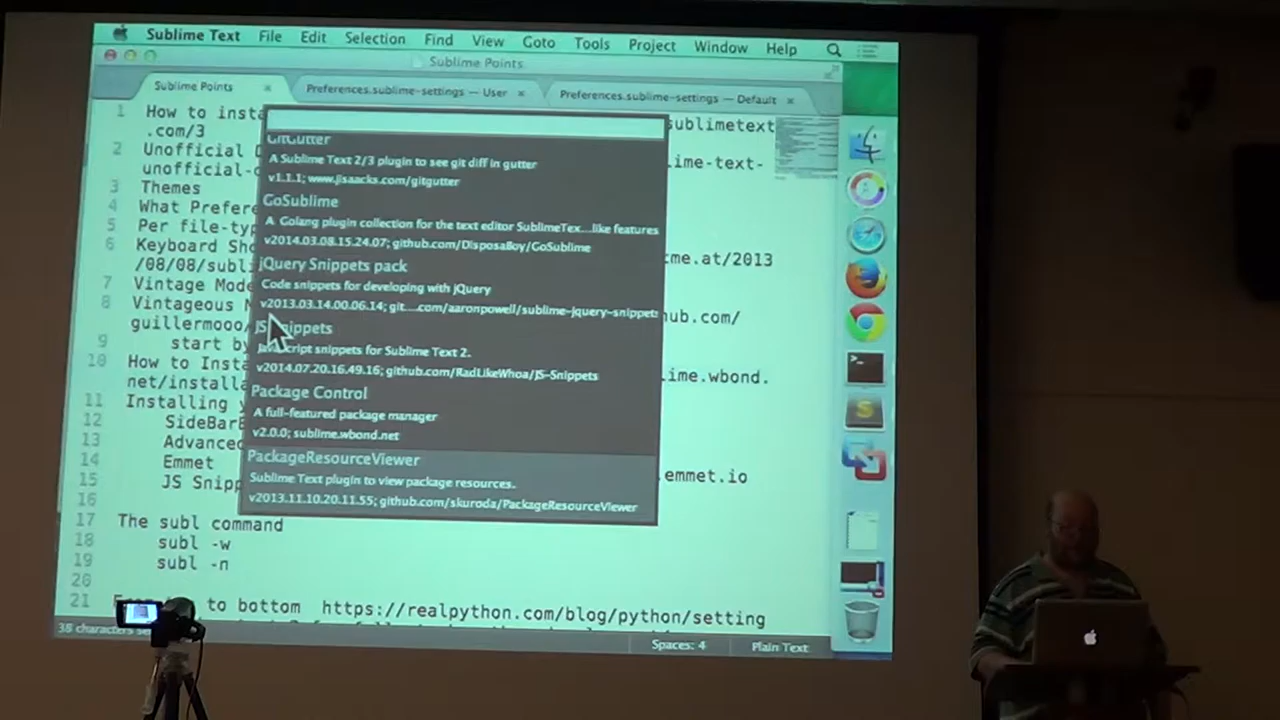 Sublime Text File Edit Selection Find View Goto Tools Project Window Help
Sublime Points
Sublime Points × Preferences.sublime-settings — User × Preferences.sublime-settings — Default ×
1 How to insta
sublimetext
.com/3
2 Unofficial D
ime-text-
unofficial-
3 Themes
4 What Prefere
5 Per file-typ
6 Keyboard Sho
me.at/2013
/08/08/subli
7 Vintage Mode
8 Vintageous
hub.com/
guillermooo/
9 start by
10 How to Insta
ime.wbond.
net/installa
11 Installing
12 SideBarE
13 Advanced
14 Emmet
emmet.io
15 JS Snipp
16
17 The subl command
18 subl -w
19 subl -n
20
21 to bottom https://realpython.com/blog/python/setting
GitGutter
A Sublime Text 2/3 plugin to see git diff in gutter
v1.1.1; www.jisaacks.com/gitgutter
GoSublime
A Golang plugin collection for the text editor SublimeTex...like features
v2014.03.08.15.24.07; github.com/DisposaBoy/GoSublime
jQuery Snippets pack
Code snippets for developing with jQuery
v2013.03.14.00.06.14; git....com/aaronpowell/sublime-jquery-snippets
JS Snippets
JavaScript snippets for Sublime Text 2.
v2014.07.20.16.49.16; github.com/RadLikeWhoa/JS-Snippets
Package Control
A full-featured package manager
v2.0.0; sublime.wbond.net
PackageResourceViewer
Sublime Text plugin to view package resources.
v2013.11.10.20.11.55; github.com/skuroda/PackageResourceViewer
38 characters se
Spaces: 4 Plain Text